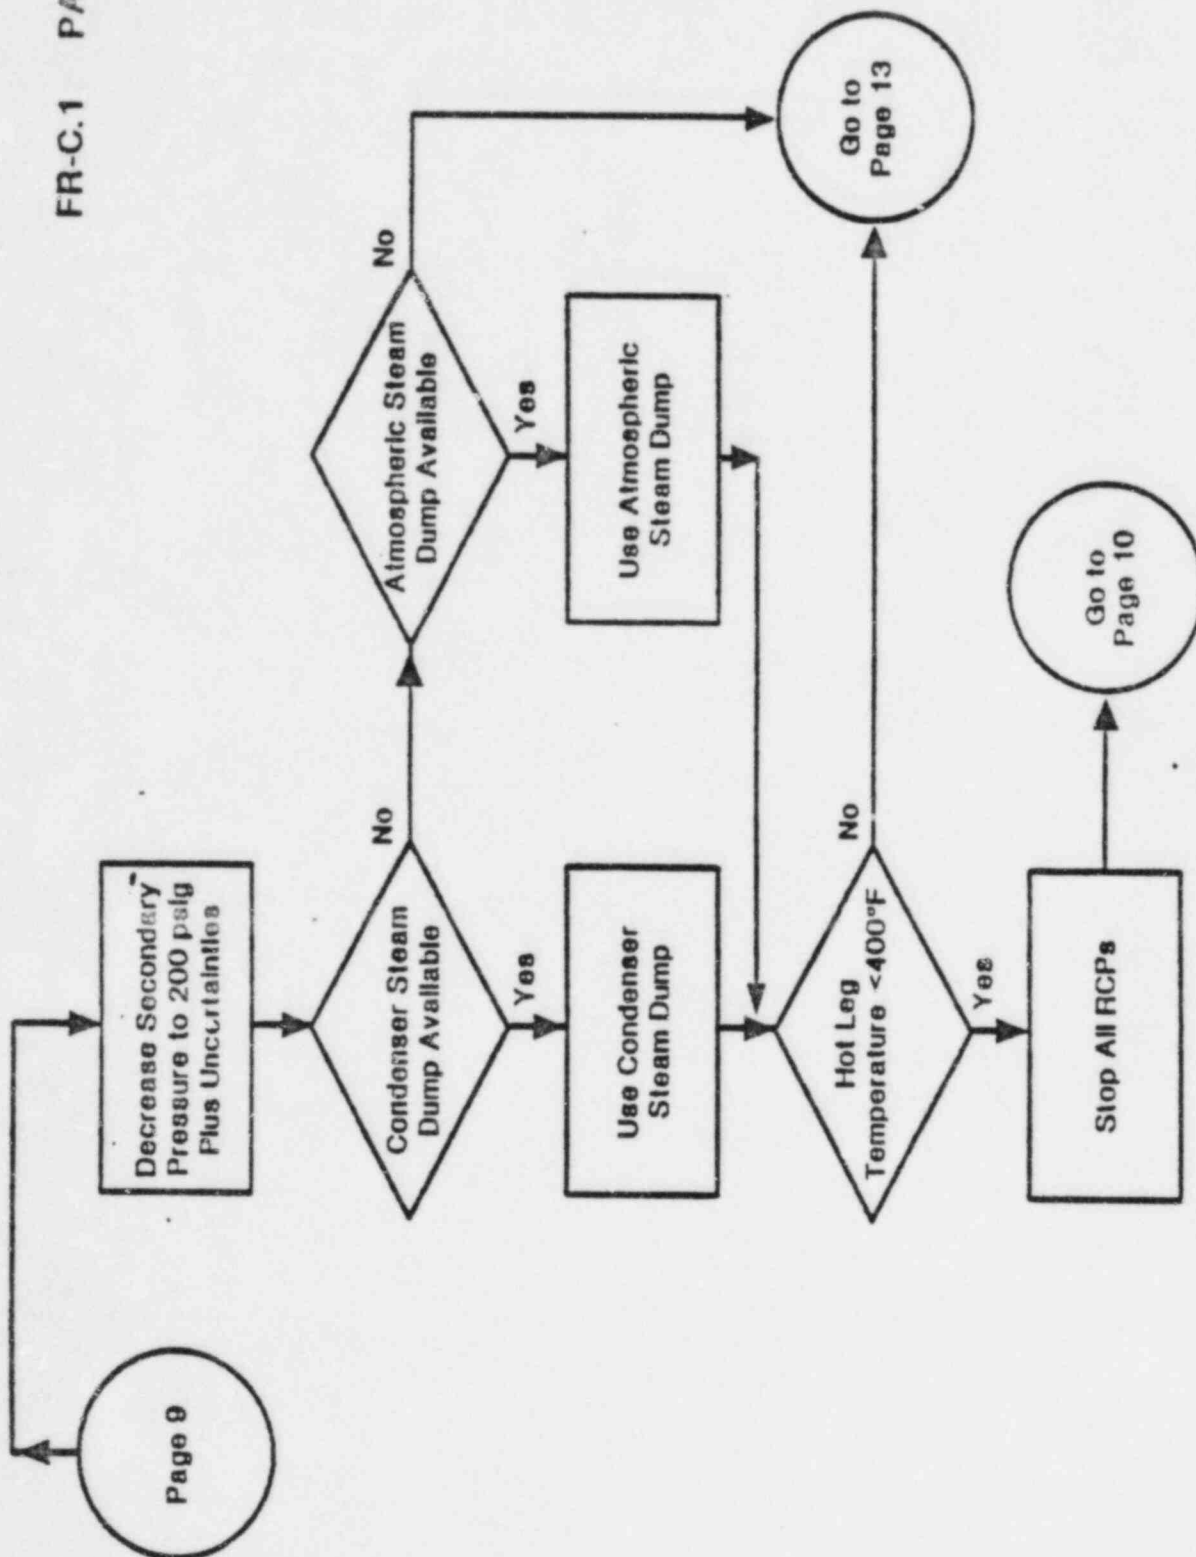 FR-C.1
Page 9
Decrease Secondary
Pressure to 200 psig
Plus Uncertainties
Condenser Steam
Dump Available
No
Yes
Atmospheric Steam
Dump Available
No
Yes
Use Condenser
Steam Dump
Use Atmospheric
Steam Dump
Hot Leg
Temperature <400°F
No
Yes
Go to
Page 13
Stop All RCPs
Go to
Page 10